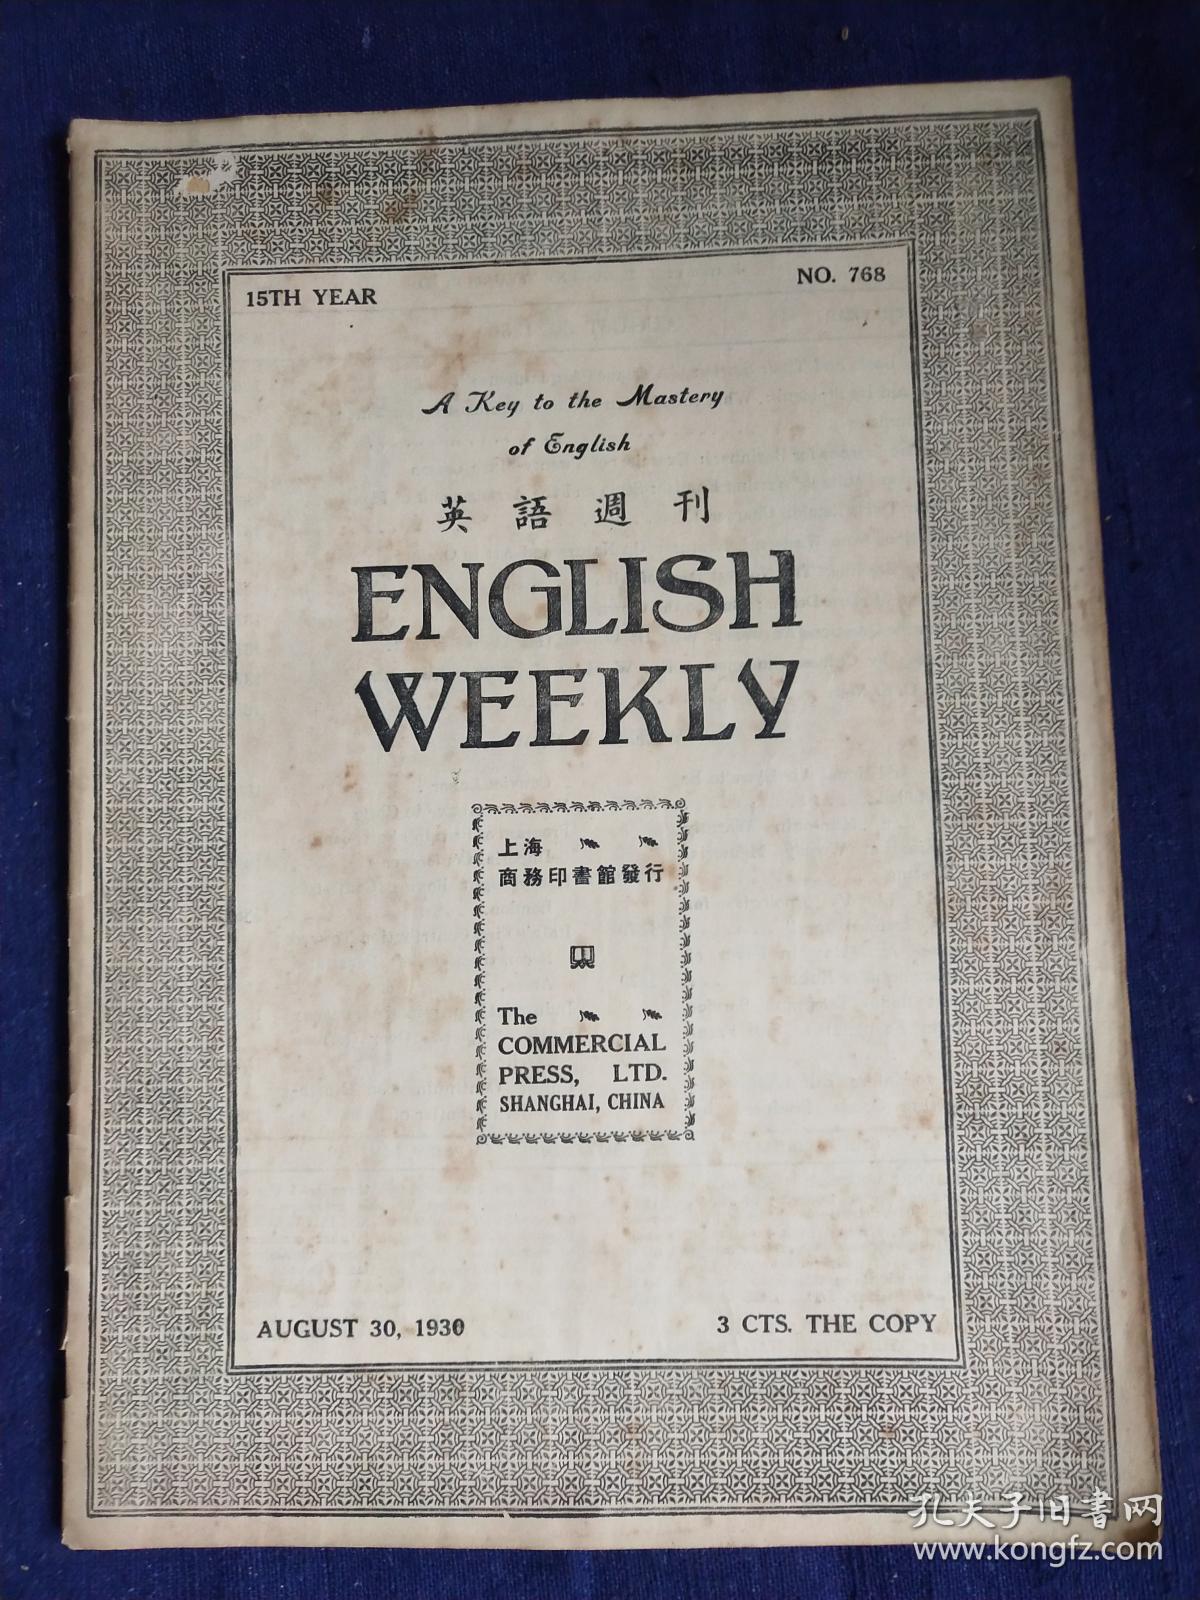 15TH YEAR
NO. 768
A Key to the Mastery
of English
英語週刊
ENGLISH
WEEKLY
上海
商務印書館發行
The
COMMERCIAL
PRESS, LTD.
SHANGHAI, CHINA
AUGUST 30, 1930
3 CTS. THE COPY
孔夫子旧書网
www.kongfz.com